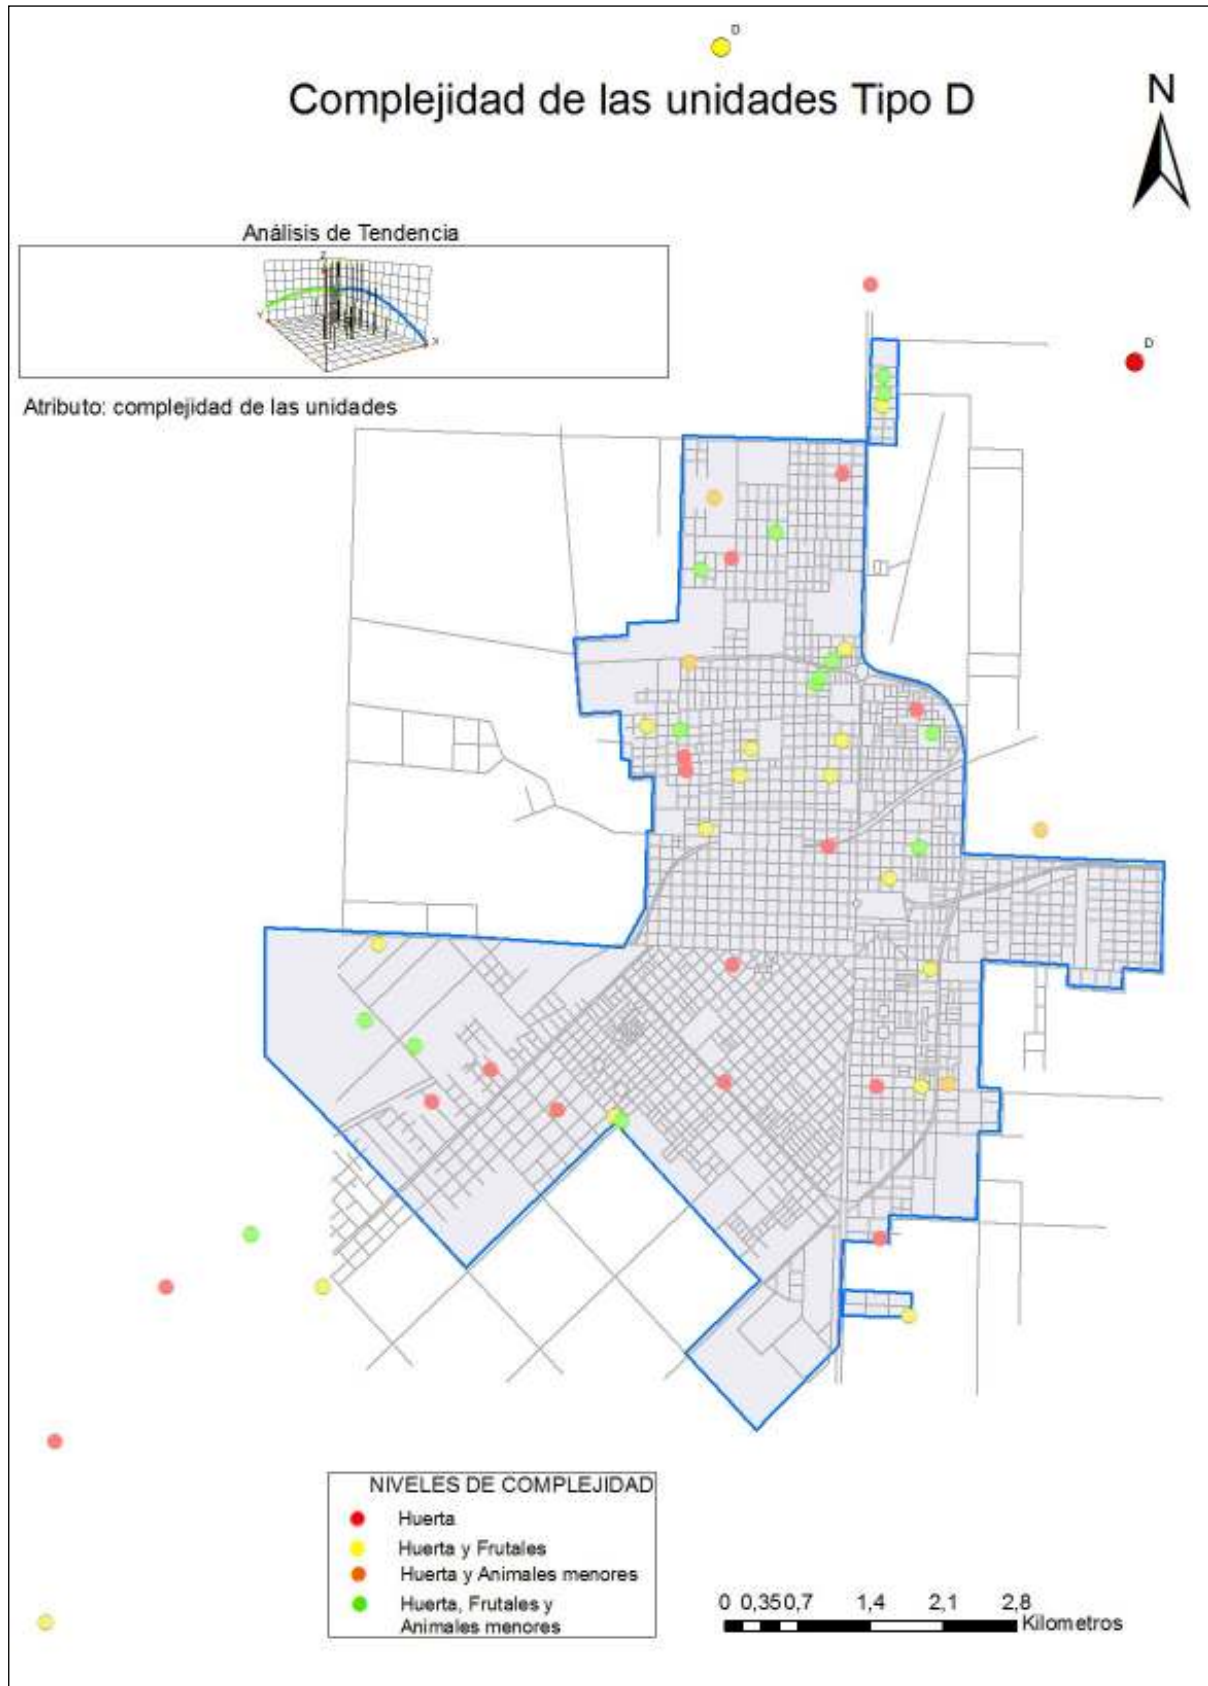 D
Complejidad de las unidades Tipo D
N
Análisis de Tendencia
Z
Y
X
D
Atributo: complejidad de las unidades
NIVELES DE COMPLEJIDAD
Huerta
Huerta y Frutales
Huerta y Animales menores
Huerta, Frutales y
Animales menores
0 0,35 0,7 1,4 2,1 2,8
Kilometros